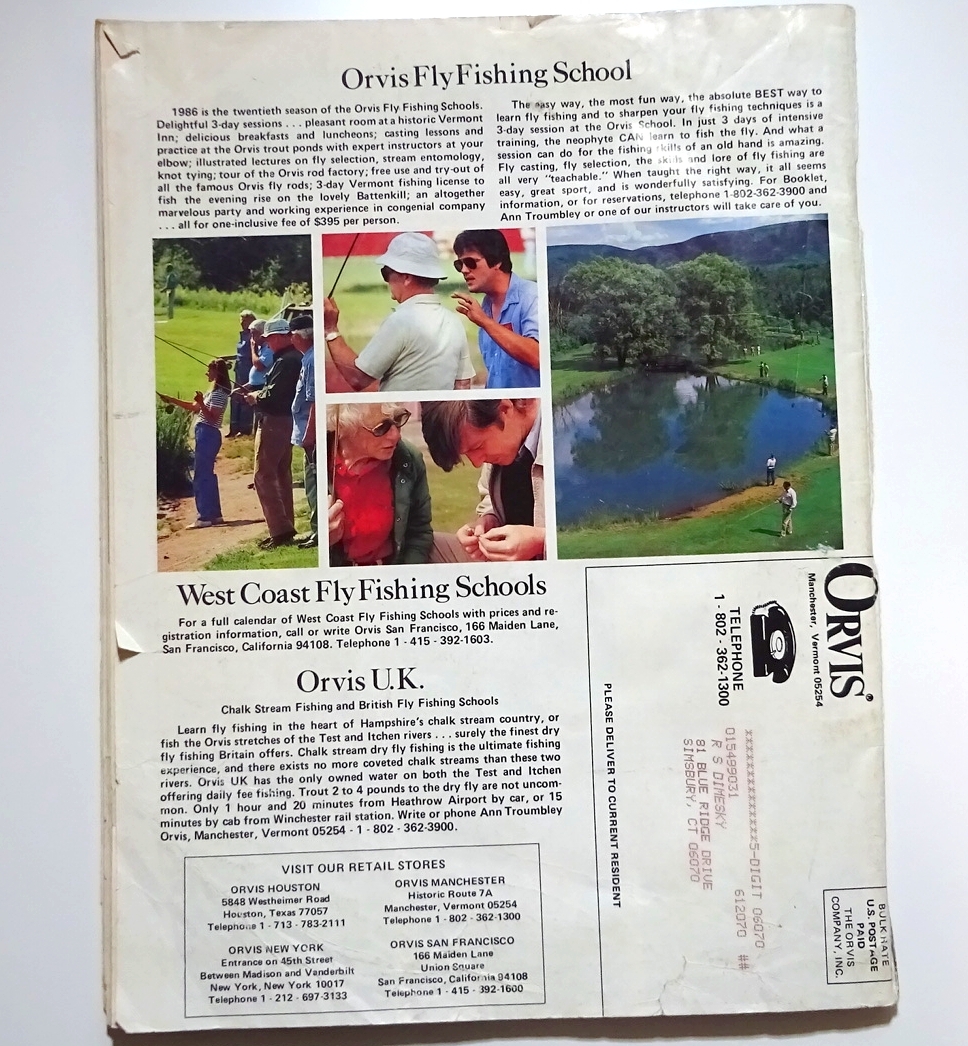 Orvis Fly Fishing School
1986 is the twentieth season of the Orvis Fly Fishing Schools.
Delightful 3-day sessions . . . pleasant room at a historic Vermont
Inn; delicious breakfasts and luncheons; casting lessons and
practice at the Orvis trout ponds with expert instructors at your
elbow; illustrated lectures on fly selection, stream entomology,
knot tying; tour of the Orvis rod factory; free use and try-out of
all the famous Orvis fly rods; 3-day Vermont fishing license to
fish the evening rise on the lovely Battenkill; an altogether
marvelous party and working experience in congenial company
. . . all for one-inclusive fee of $395 per person.
The easy way, the most fun way, the absolute BEST way to
learn fly fishing and to sharpen your fly fishing techniques is a
3-day session at the Orvis School. In just 3 days of intensive
training, the neophyte CAN learn to fish the fly. And what a
session can do for the fishing skills of an old hand is amazing.
Fly casting, fly selection, the skills and lore of fly fishing are
all very "teachable." When taught the right way, it all seems
easy, great sport, and is wonderfully satisfying. For Booklet,
information, or for reservations, telephone 1-802-362-3900 and
Ann Troumbley or one of our instructors will take care of you.
West Coast Fly Fishing Schools
For a full calendar of West Coast Fly Fishing Schools with prices and re-
gistration information, call or write Orvis San Francisco, 166 Maiden Lane,
San Francisco, California 94108. Telephone 1 - 415 - 392-1603.
Orvis U.K.
Chalk Stream Fishing and British Fly Fishing Schools
Learn fly fishing in the heart of Hampshire's chalk stream country, or
fish the Orvis stretches of the Test and Itchen rivers . . . surely the finest dry
fly fishing Britain offers. Chalk stream dry fly fishing is the ultimate fishing
experience, and there exists no more coveted chalk streams than these two
rivers. Orvis UK has the only owned water on both the Test and Itchen
offering daily fee fishing. Trout 2 to 4 pounds to the dry fly are not uncom-
mon. Only 1 hour and 20 minutes from Heathrow Airport by car, or 15
minutes by cab from Winchester rail station. Write or phone Ann Troumbley
Orvis, Manchester, Vermont 05254 - 1 - 802 - 362-3900.
VISIT OUR RETAIL STORES
ORVIS HOUSTON
5848 Westheimer Road
Houston, Texas 77057
Telephone 1 - 713 - 783-2111
ORVIS MANCHESTER
Historic Route 7A
Manchester, Vermont 05254
Telephone 1 - 802 - 362-1300
ORVIS NEW YORK
Entrance on 45th Street
Between Madison and Vanderbilt
New York, New York 10017
Telephone 1 - 212 - 697-3133
ORVIS SAN FRANCISCO
166 Maiden Lane
Union Square
San Francisco, California 94108
Telephone 1 - 415 - 392-1600
ORVIS®
Manchester, Vermont 05254
TELEPHONE
1 - 802 - 362-1300
BULK RATE
U.S. POSTAGE
PAID
THE ORVIS
COMPANY, INC.
5-DIGIT 06070
015499031 612070 ##
R S DIMESKY
81 BLUE RIDGE DRIVE
SIMSBURY, CT 06070
PLEASE DELIVER TO CURRENT RESIDENT